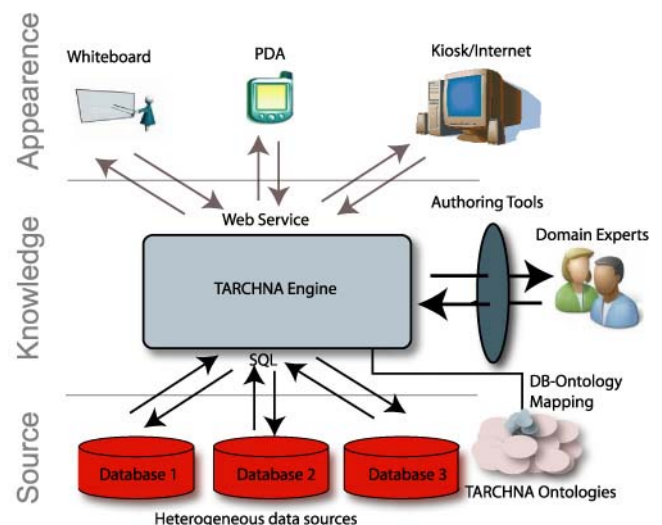 Appearence
Whiteboard
PDA
Kiosk/Internet
Knowledge
Web Service
Authoring Tools
Domain Experts
TARCHNA Engine
SQL
DB-Ontology
Mapping
Source
Database 1
Database 2
Database 3
TARCHNA Ontologies
Heterogeneous data sources